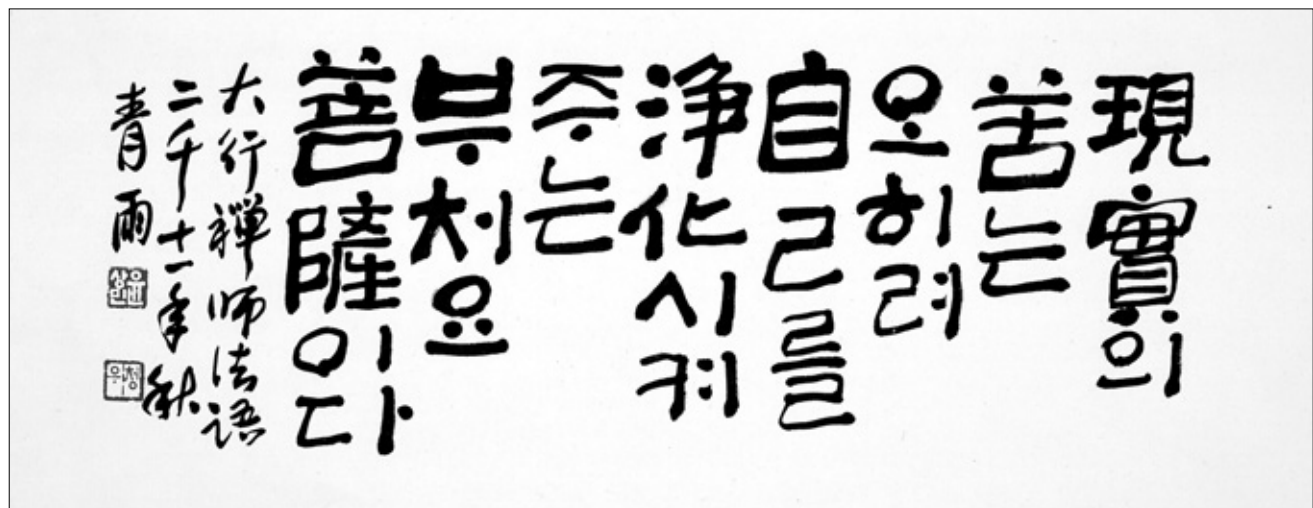 現實의
苦는
오히려
自己를
淨化시켜
주는
부처요
菩薩이다
大行禪師法語
二千十一年秋
青雨
청우